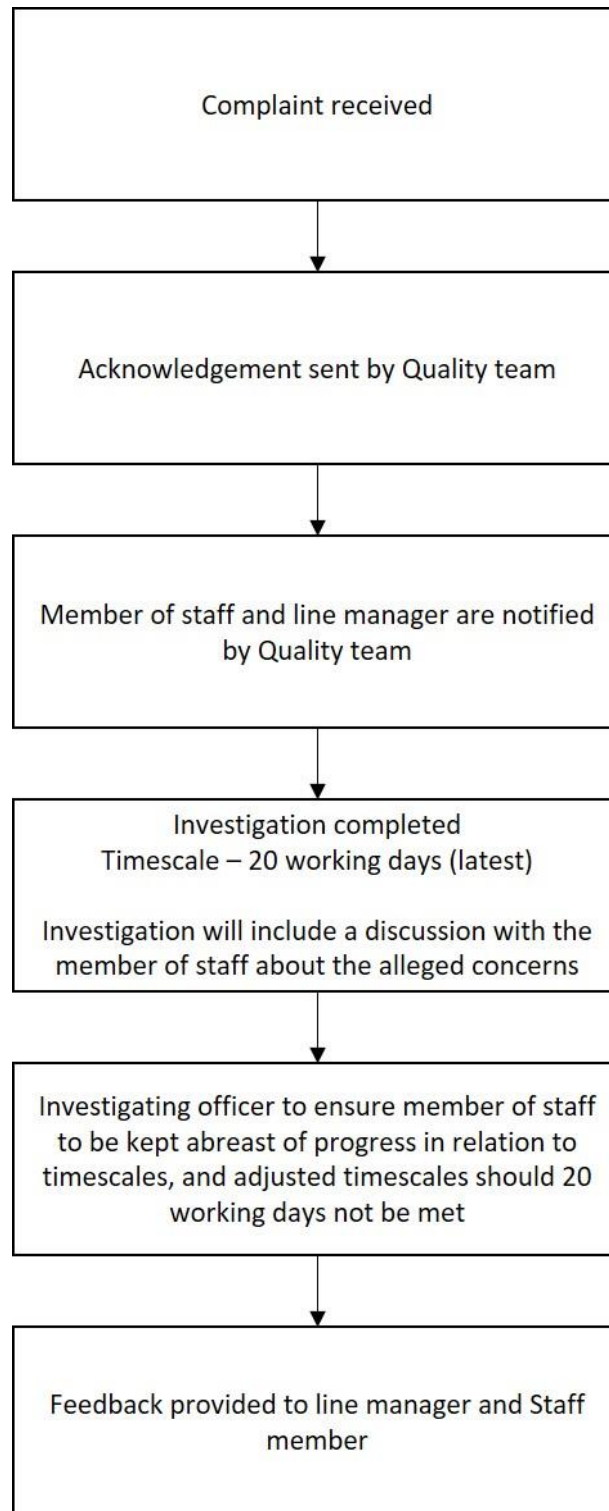 Complaint received
Acknowledgement sent by Quality team
Member of staff and line manager are notified
by Quality team
Investigation completed
Timescale – 20 working days (latest)
Investigation will include a discussion with the
member of staff about the alleged concerns
Investigating officer to ensure member of staff
to be kept abreast of progress in relation to
timescales, and adjusted timescales should 20
working days not be met
Feedback provided to line manager and Staff
member